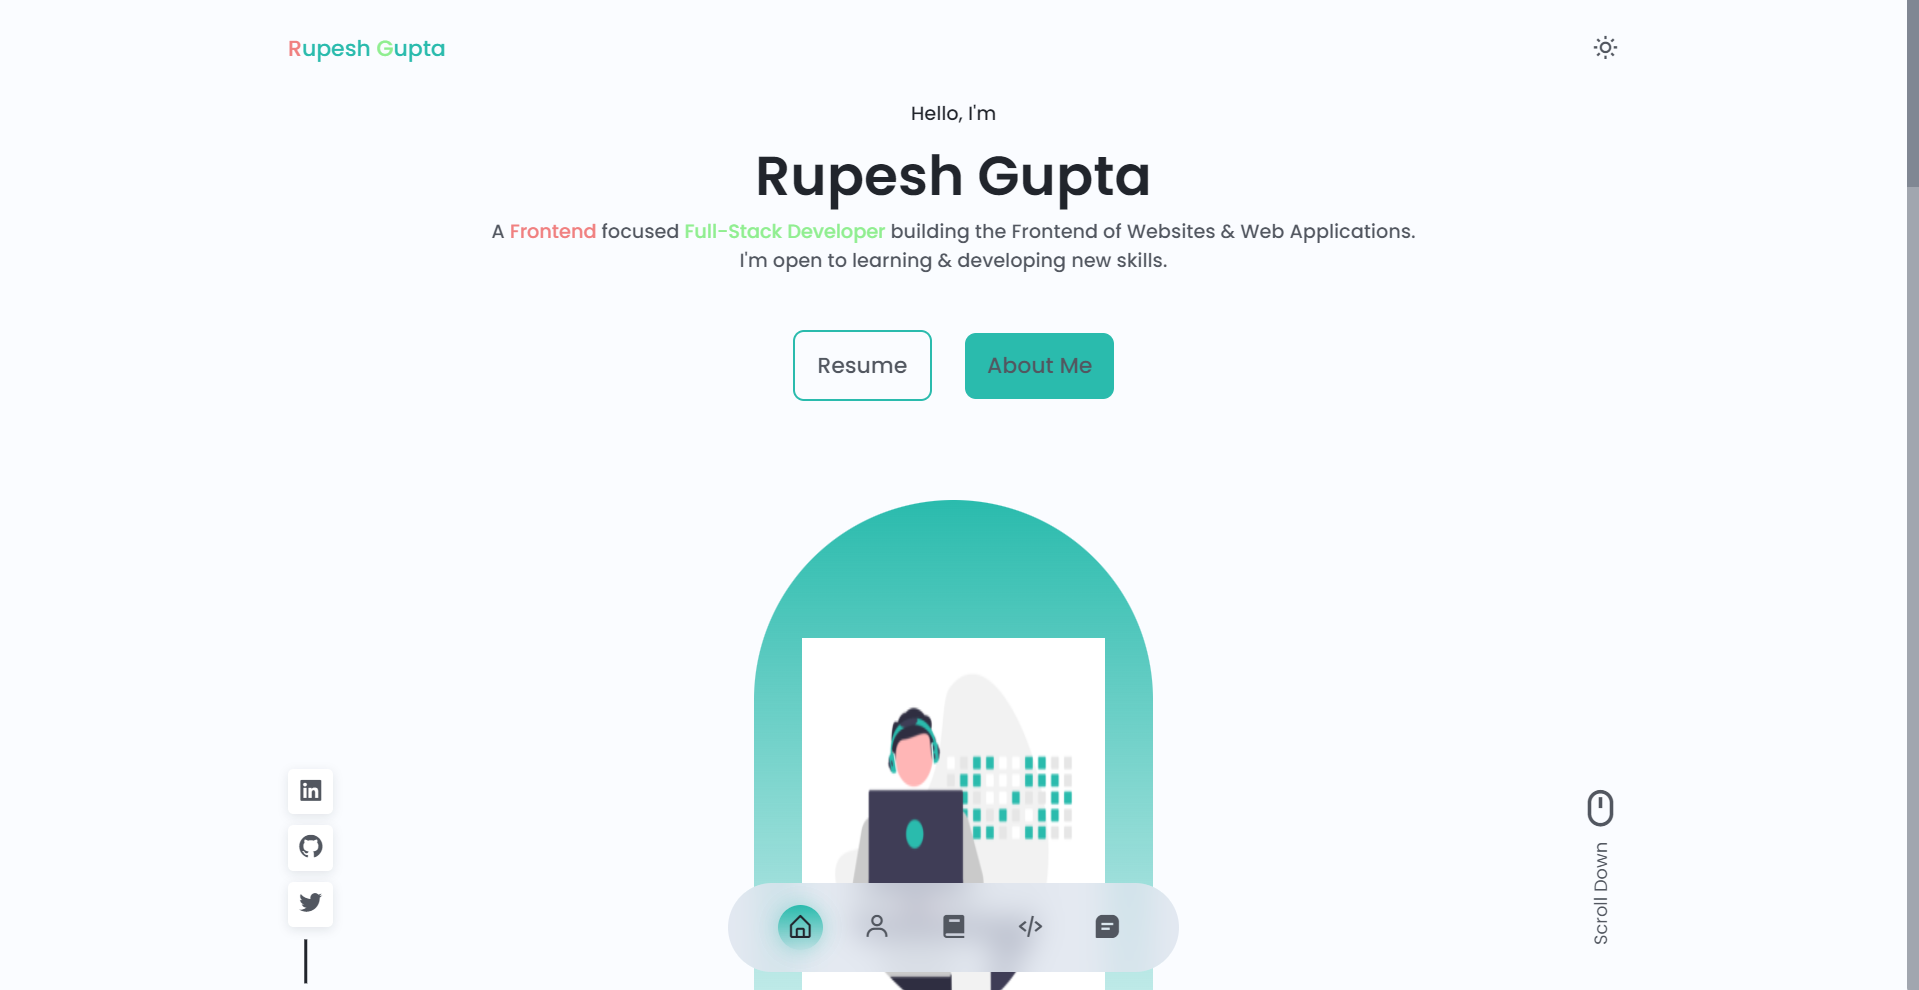 Rupesh Gupta
Hello, I'm
Rupesh Gupta
A Frontend focused Full-Stack Developer building the Frontend of Websites & Web Applications.
I'm open to learning & developing new skills.
Resume
About Me
Scroll Down